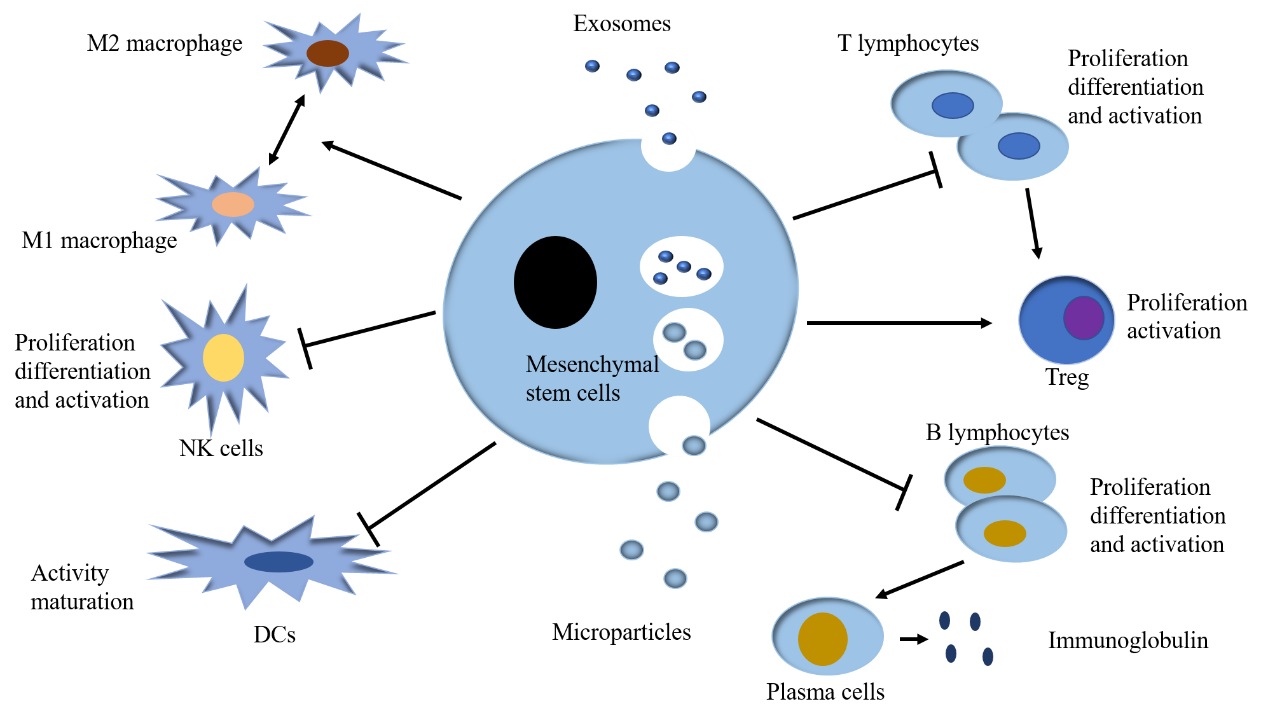 Exosomes
M2 macrophage
T lymphocytes
Proliferation
differentiation
and activation
M1 macrophage
Proliferation
activation
Treg
Proliferation
differentiation
and activation
NK cells
Mesenchymal
stem cells
B lymphocytes
Proliferation
differentiation
and activation
Activity
maturation
DCs
Microparticles
Immunoglobulin
Plasma cells